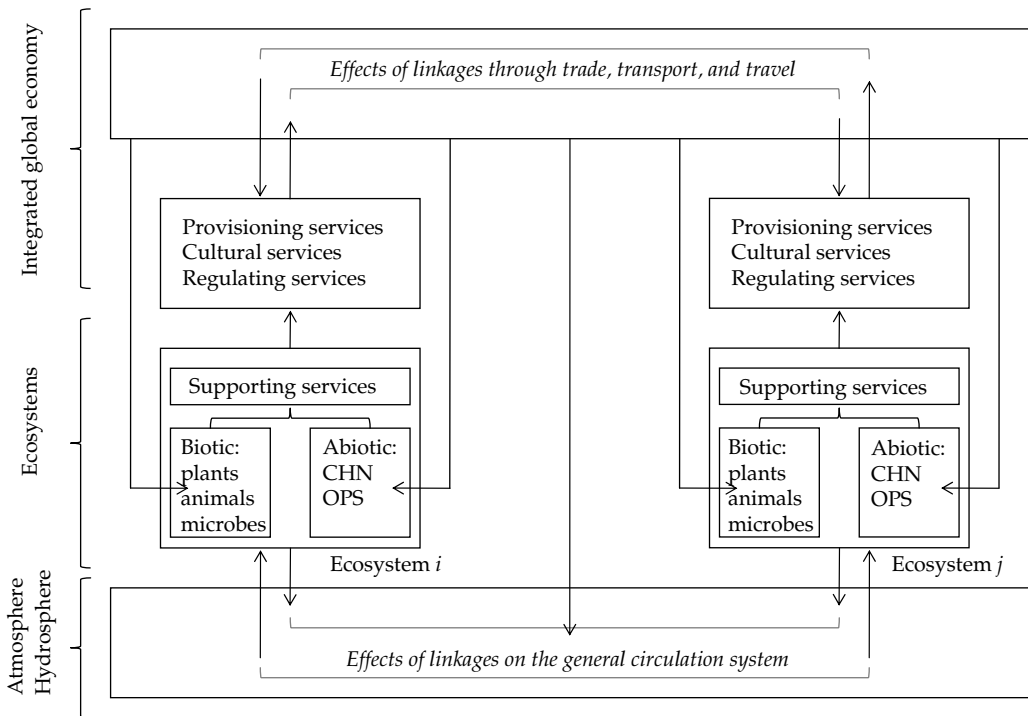 Integrated global economy
Effects of linkages through trade, transport, and travel
Provisioning services
Cultural services
Regulating services
Provisioning services
Cultural services
Regulating services
Ecosystems
Supporting services
Biotic:
plants
animals
microbes
Abiotic:
CHN
OPS
Ecosystem i
Supporting services
Biotic:
plants
animals
microbes
Abiotic:
CHN
OPS
Ecosystem j
Atmosphere
Hydrosphere
Effects of linkages on the general circulation system